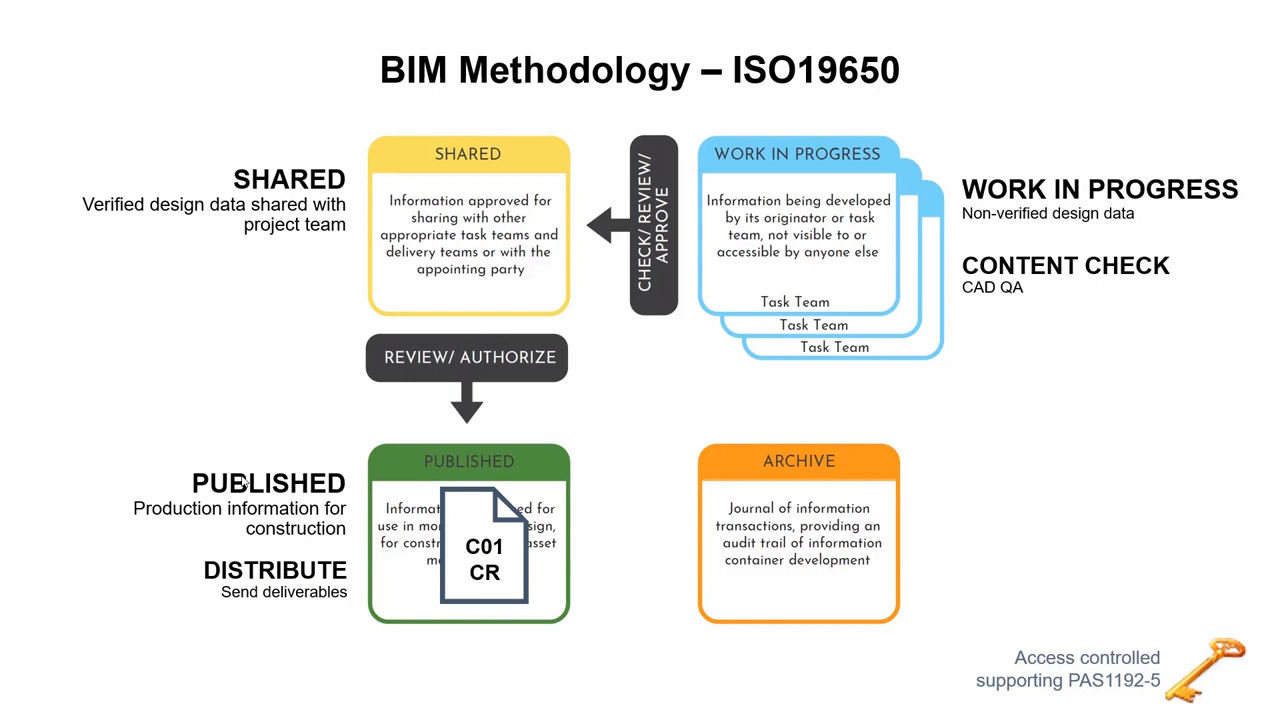 BIM Methodology – ISO19650
SHARED
Verified design data shared with
project team
SHARED
Information approved for
sharing with other
appropriate task teams and
delivery teams or with the
appointing party
CHECK/ REVIEW/
APPROVE
WORK IN PROGRESS
Information being developed
by its originator or task
team, not visible to or
accessible by anyone else
Task Team
Task Team
Task Team
WORK IN PROGRESS
Non-verified design data
CONTENT CHECK
CAD QA
REVIEW/ AUTHORIZE
PUBLISHED
Production information for
construction
DISTRIBUTE
Send deliverables
PUBLISHED
for
use in
for
asset
C01
CR
ARCHIVE
Journal of information
transactions, providing an
audit trail of information
container development
Access controlled
supporting PAS1192-5